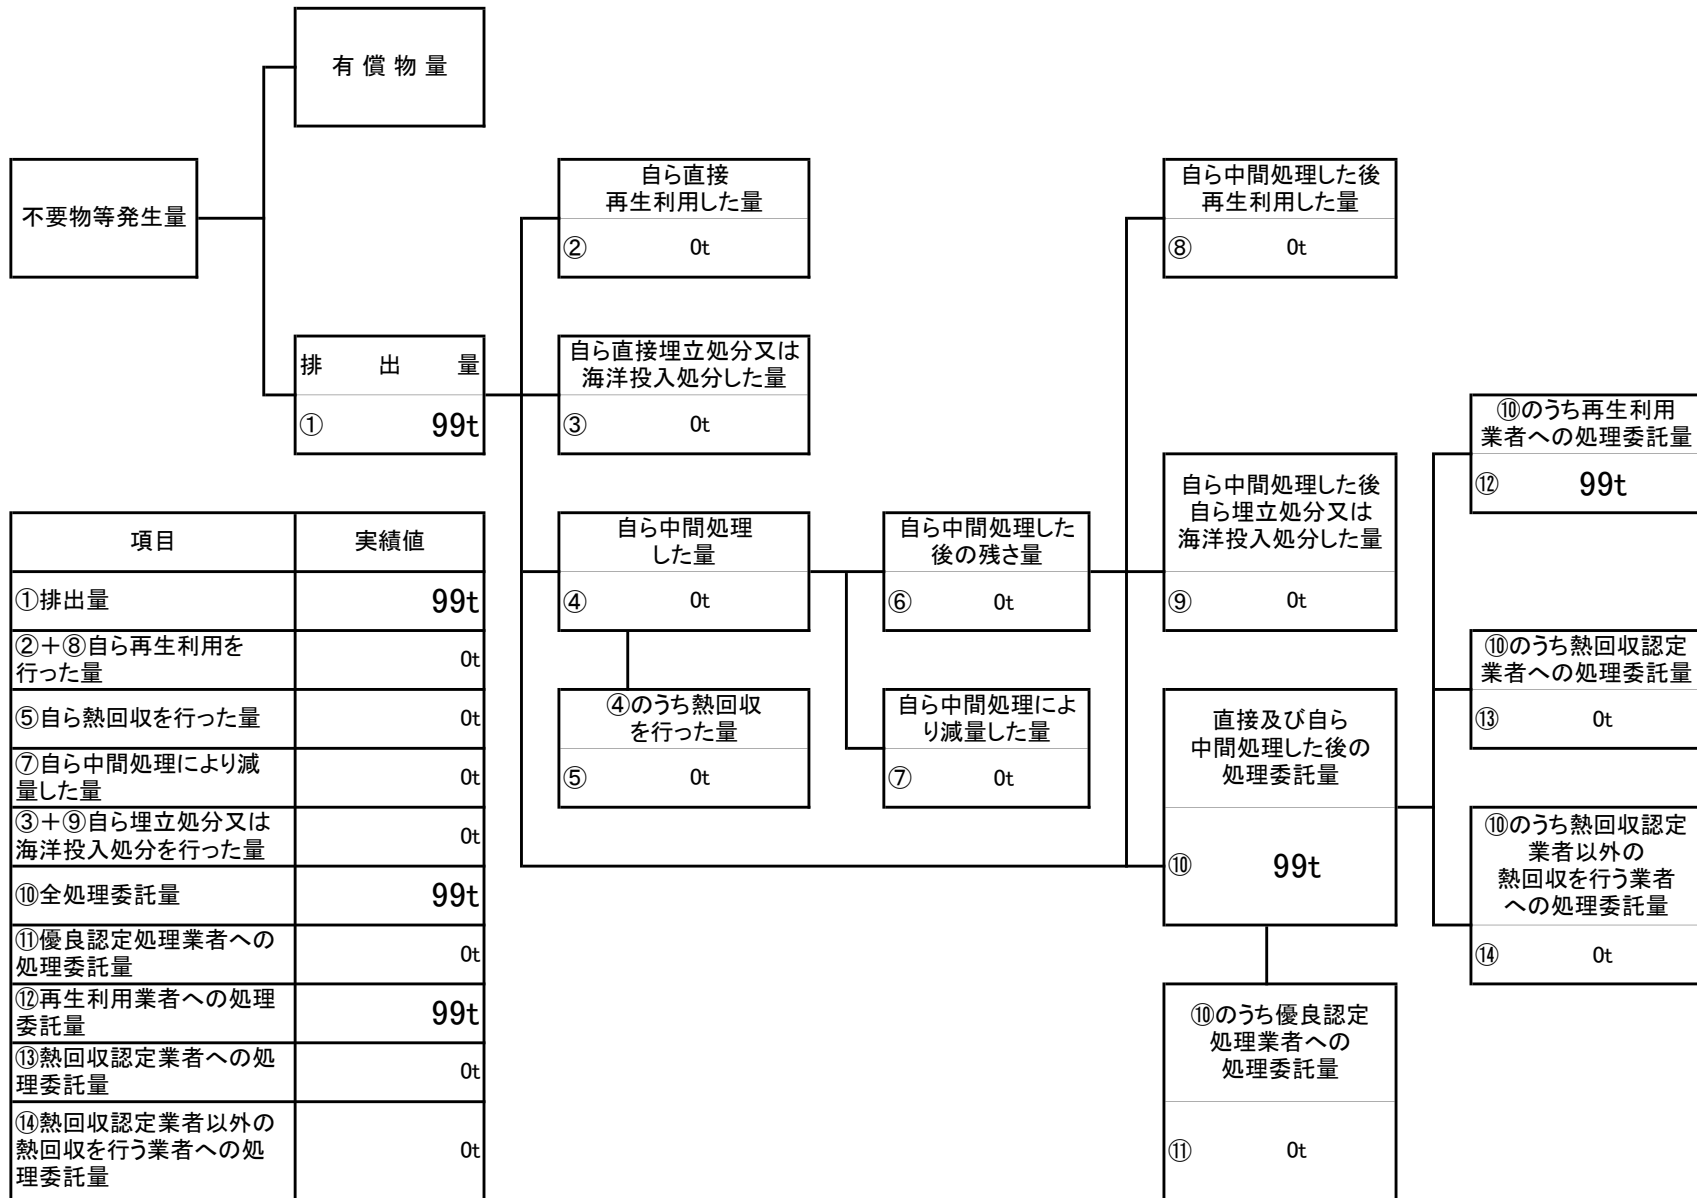 有償物量
不要物等発生量
自ら直接
再生利用した量
② 0t
自ら中間処理した後
再生利用した量
⑧ 0t
排出量
① 99t
自ら直接埋立処分又は
海洋投入処分した量
③ 0t
⑩のうち再生利用
業者への処理委託量
⑫ 99t
自ら中間処理した後
自ら埋立処分又は
海洋投入処分した量
⑨ 0t
自ら中間処理
した量
④ 0t
自ら中間処理した
後の残さ量
⑥ 0t
⑩のうち熱回収認定
業者への処理委託量
⑬ 0t
④のうち熱回収
を行った量
⑤ 0t
自ら中間処理によ
り減量した量
⑦ 0t
直接及び自ら
中間処理した後の
処理委託量
⑩ 99t
⑩のうち熱回収認定
業者以外の
熱回収を行う業者
への処理委託量
⑭ 0t
⑩のうち優良認定
処理業者への
処理委託量
⑪ 0t
項目 実績値
①排出量 99t
②+⑧自ら再生利用を
行った量 0t
⑤自ら熱回収を行った量 0t
⑦自ら中間処理により減
量した量 0t
③+⑨自ら埋立処分又は
海洋投入処分を行った量 0t
⑩全処理委託量 99t
⑪優良認定処理業者への
処理委託量 0t
⑫再生利用業者への処理
委託量 99t
⑬熱回収認定業者への処
理委託量 0t
⑭熱回収認定業者以外の
熱回収を行う業者への処
理委託量 0t